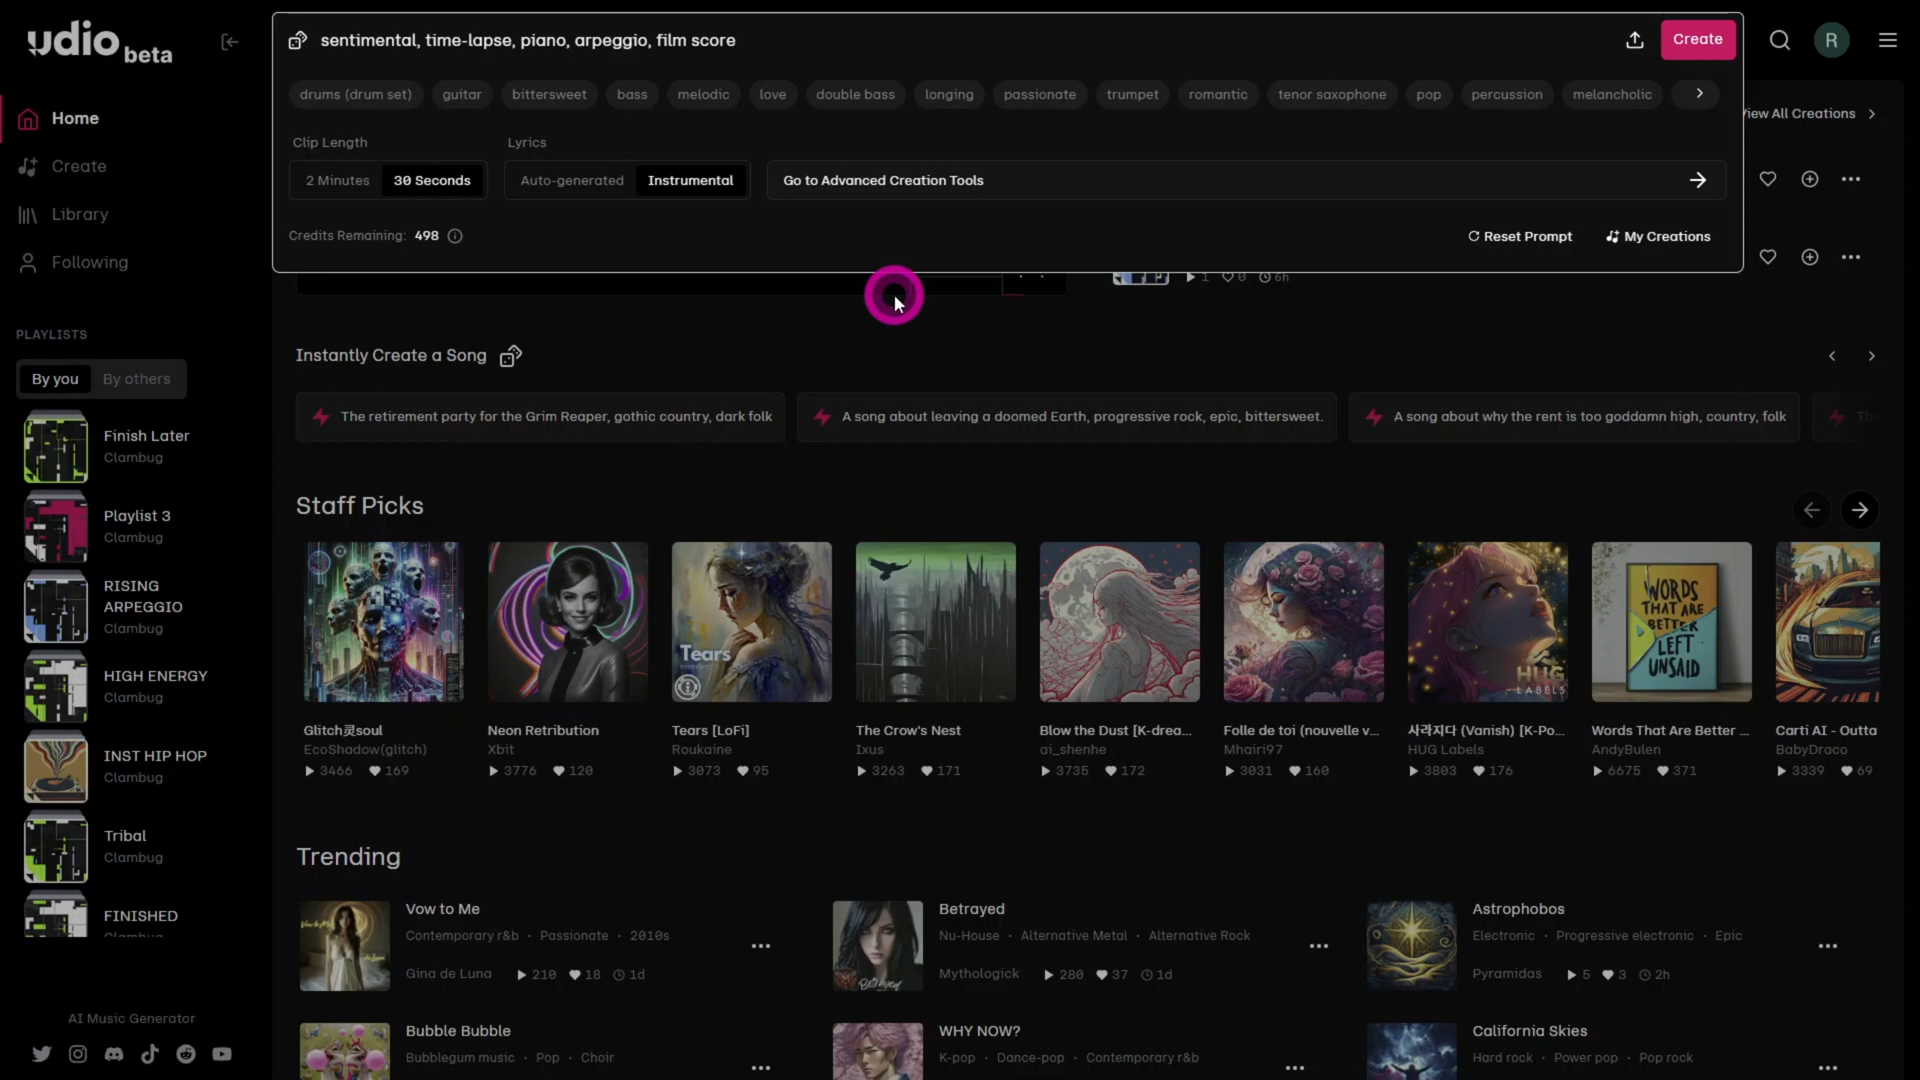 udio beta
sentimental, time-lapse, piano, arpeggio, film score
Create
R
drums (drum set) guitar bittersweet bass melodic love double bass longing passionate trumpet romantic tenor saxophone pop percussion melancholic
View All Creations
Home
Create
Library
Following
Clip Length Lyrics
2 Minutes 30 Seconds Auto-generated Instrumental Go to Advanced Creation Tools
Credits Remaining: 498 Reset Prompt My Creations
1 0 6h
PLAYLISTS
By you By others
Finish Later
Clambug
Playlist 3
Clambug
RISING
ARPEGGIO
Clambug
HIGH ENERGY
Clambug
INST HIP HOP
Clambug
Tribal
Clambug
FINISHED
Clambug
AI Music Generator
Instantly Create a Song
The retirement party for the Grim Reaper, gothic country, dark folk
A song about leaving a doomed Earth, progressive rock, epic, bittersweet.
A song about why the rent is too goddamn high, country, folk
Staff Picks
Tears
HUG
LABELS
WORDS
THAT ARE
BETTER
LEFT
UNSAID
Glitch灵soul
EcoShadow(glitch)
3466 169
Neon Retribution
Xbit
3776 120
Tears [LoFi]
Roukaine
3073 95
The Crow's Nest
Ixus
3263 171
Blow the Dust [K-drea...
ai_shenhe
3735 172
Folle de toi (nouvelle v...
Mhairi97
3031 160
사라지다 (Vanish) [K-Po...
HUG Labels
3803 176
Words That Are Better ...
AndyBulen
6675 371
Carti AI - Outta
BabyDraco
3339 69
Trending
Vow to Me
Contemporary r&b · Passionate · 2010s
Gina de Luna 210 18 1d
Betrayed
Nu-House · Alternative Metal · Alternative Rock
Mythologick 280 37 1d
Astrophobos
Electronic · Progressive electronic · Epic
Pyramidas 5 3 2h
Bubble Bubble
Bubblegum music · Pop · Choir
WHY NOW?
K-pop · Dance-pop · Contemporary r&b
California Skies
Hard rock · Power pop · Pop rock